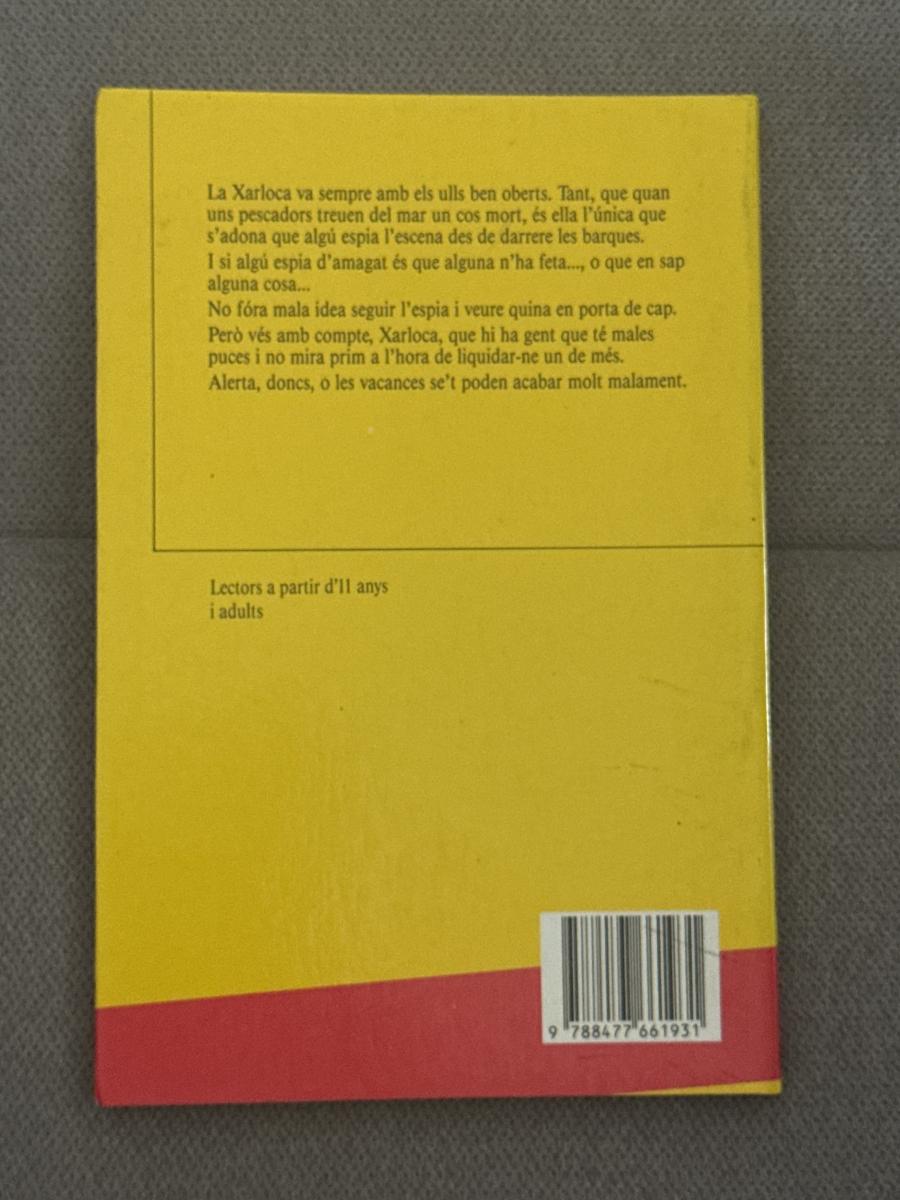 La Xarloca va sempre amb els ulls ben oberts. Tant, que quan
uns pescadors treuen del mar un cos mort, és ella l'única que
s'adona que algú espia l'escena des de darrere les barques.
I si algú espia d'amagat és que alguna n'ha feta..., o que en sap
alguna cosa...
No fóra mala idea seguir l'espia i veure quina en porta de cap.
Però vés amb compte, Xarloca, que hi ha gent que té males
puces i no mira prim a l'hora de liquidar-ne un de més.
Alerta, doncs, o les vacances se't poden acabar molt malament.
Lectors a partir d'11 anys
i adults
9 788477 661931